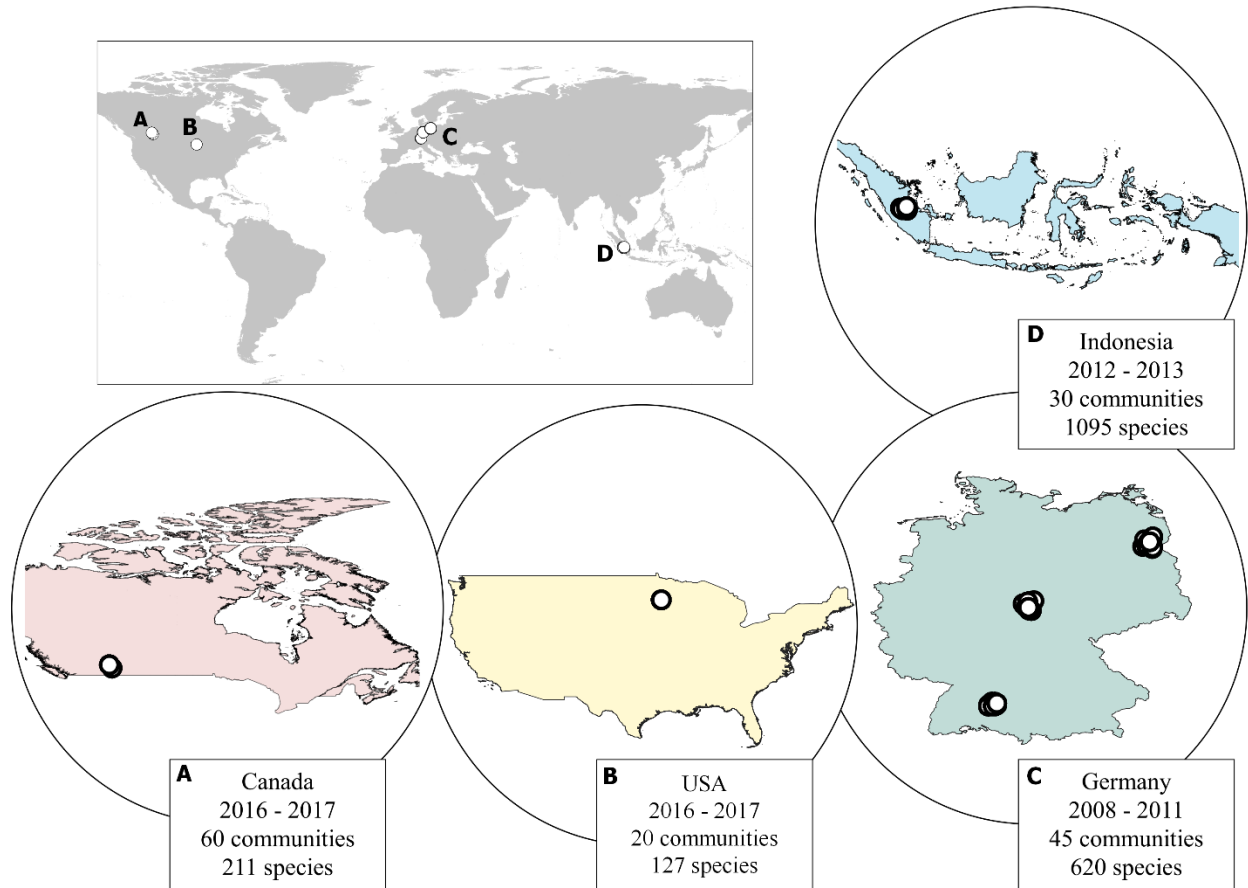 A
B
C
D
D
Indonesia
2012 - 2013
30 communities
1095 species
A
Canada
2016 - 2017
60 communities
211 species
B
USA
2016 - 2017
20 communities
127 species
C
Germany
2008 - 2011
45 communities
620 species